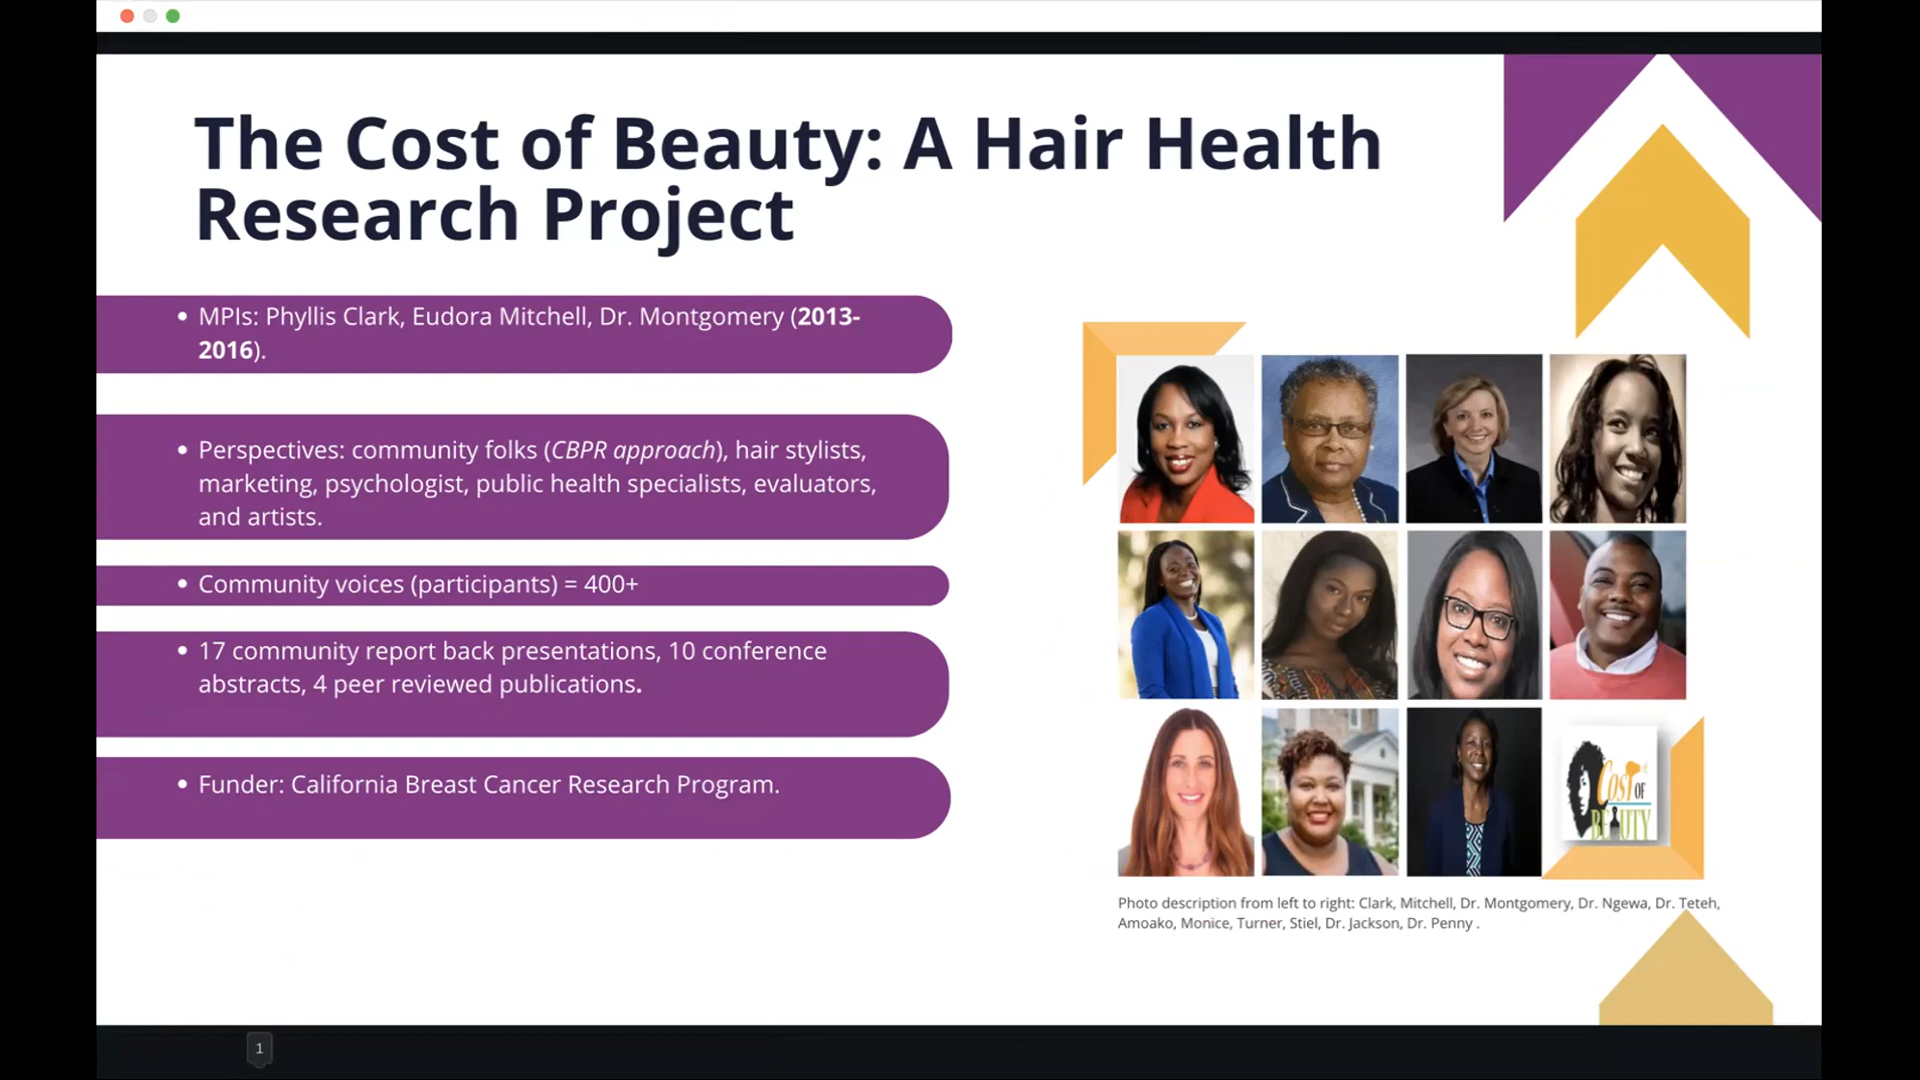 The Cost of Beauty: A Hair Health
Research Project
• MPIs: Phyllis Clark, Eudora Mitchell, Dr. Montgomery (2013-
2016).
• Perspectives: community folks (CBPR approach), hair stylists,
marketing, psychologist, public health specialists, evaluators,
and artists.
• Community voices (participants) = 400+
• 17 community report back presentations, 10 conference
abstracts, 4 peer reviewed publications.
• Funder: California Breast Cancer Research Program.
COST OF
BEAUTY
Photo description from left to right: Clark, Mitchell, Dr. Montgomery, Dr. Ngewa, Dr. Teteh,
Amoako, Monice, Turner, Stiel, Dr. Jackson, Dr. Penny .
1